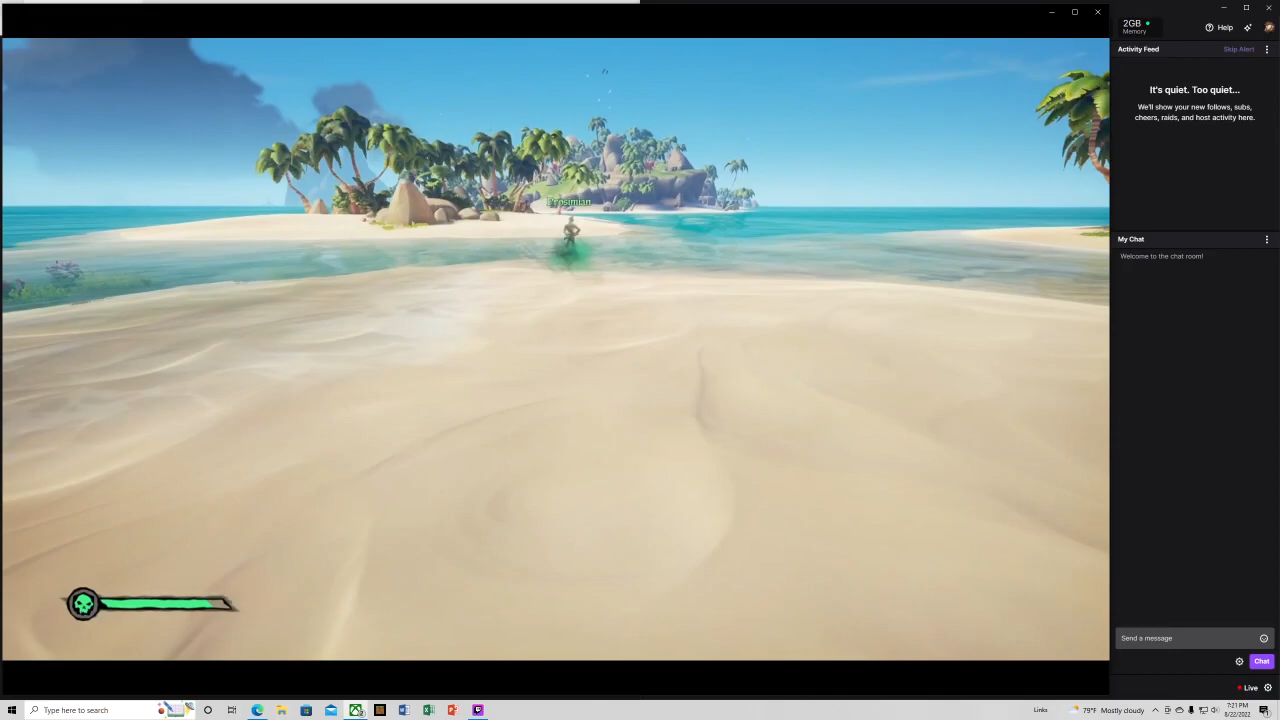 2GB
Memory
Help
Activity Feed
Skip Alert
It's quiet. Too quiet...
We'll show your new follows, subs,
cheers, raids, and host activity here.
Prosimian
My Chat
Welcome to the chat room!
Send a message
Chat
Live
Type here to search
Links
79°F Mostly cloudy
7:21 PM
8/22/2022